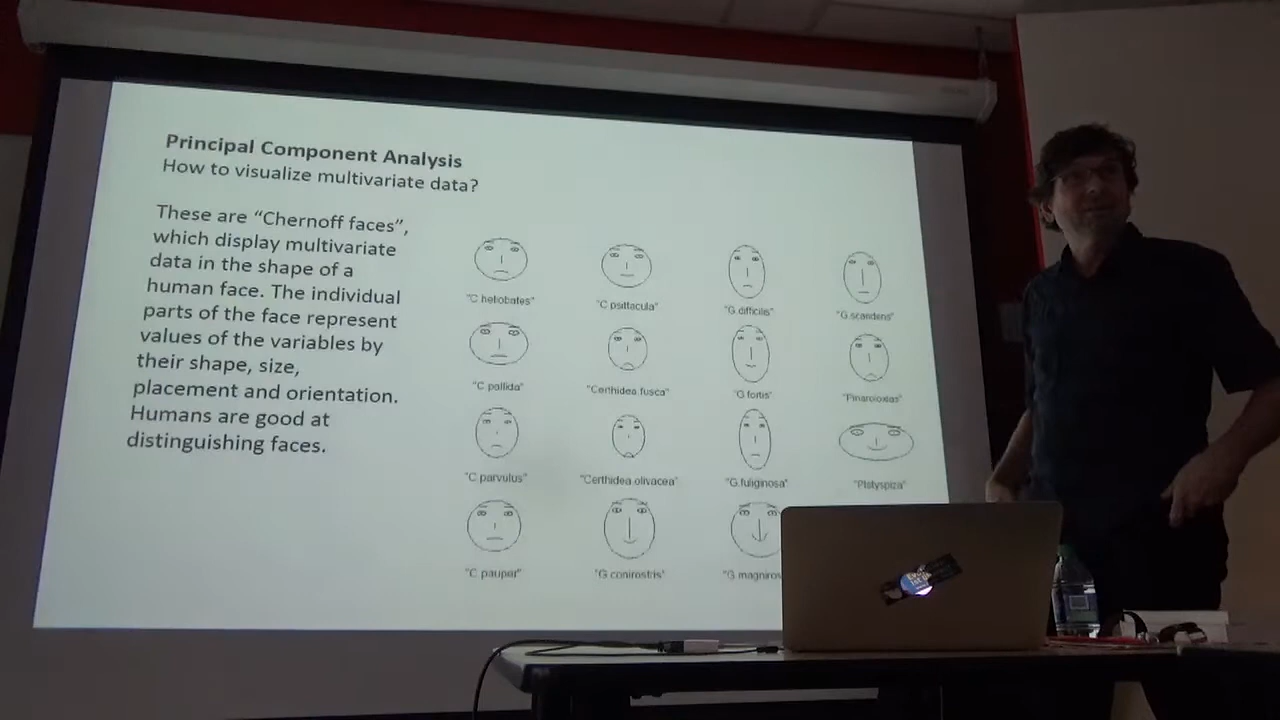 Principal Component Analysis
How to visualize multivariate data?
These are “Chernoff faces”,
which display multivariate
data in the shape of a
human face. The individual
parts of the face represent
values of the variables by
their shape, size,
placement and orientation.
Humans are good at
distinguishing faces.
"C heliobates" "C psittacula" "G.difficilis" "G.scandens"
"C pallida" "Certhidea fusca" "G fortis" "Pinaroloxias"
"C parvulus" "Certhidea olivacea" "G.fuliginosa" "Platyspiza"
"C pauper" "G conirostris" "G magniros